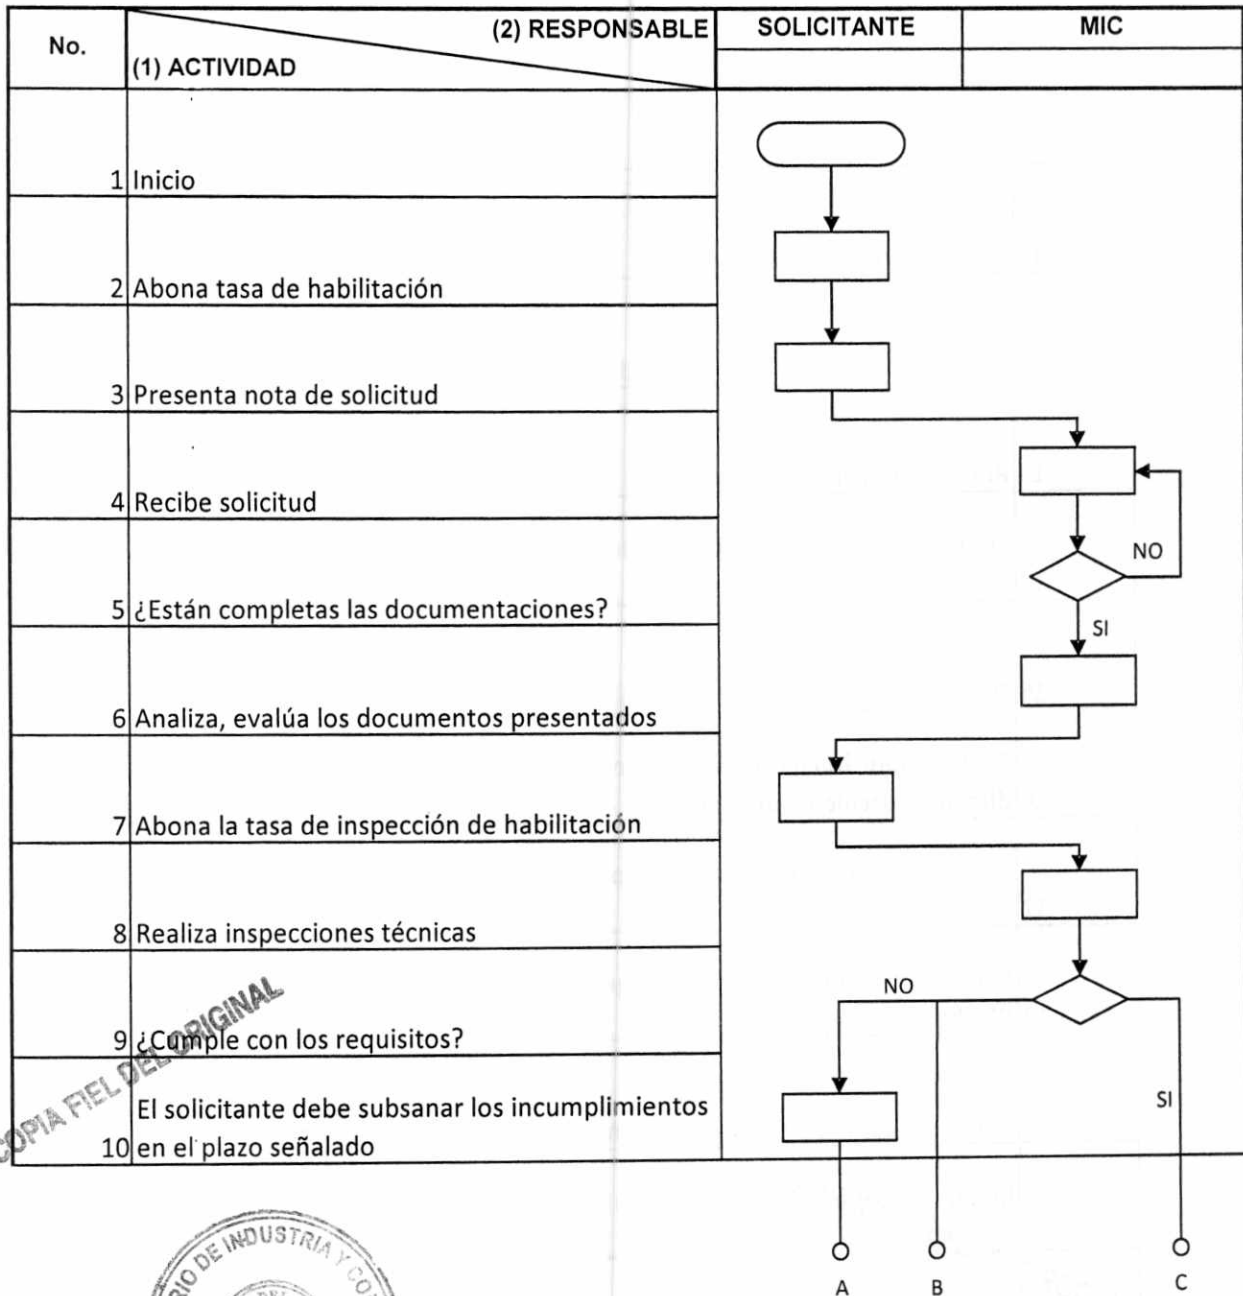 No.
(2) RESPONSABLE
(1) ACTIVIDAD
SOLICITANTE
MIC
1 Inicio
2 Abona tasa de habilitación
3 Presenta nota de solicitud
4 Recibe solicitud
NO
5 ¿Están completas las documentaciones?
SI
6 Analiza, evalúa los documentos presentados
7 Abona la tasa de inspección de habilitación
8 Realiza inspecciones técnicas
NO
9 ¿Cumple con los requisitos?
SI
El solicitante debe subsanar los incumplimientos
10 en el plazo señalado
COPIA FIEL DEL ORIGINAL
DE INDUSTRIA Y
A
B
C